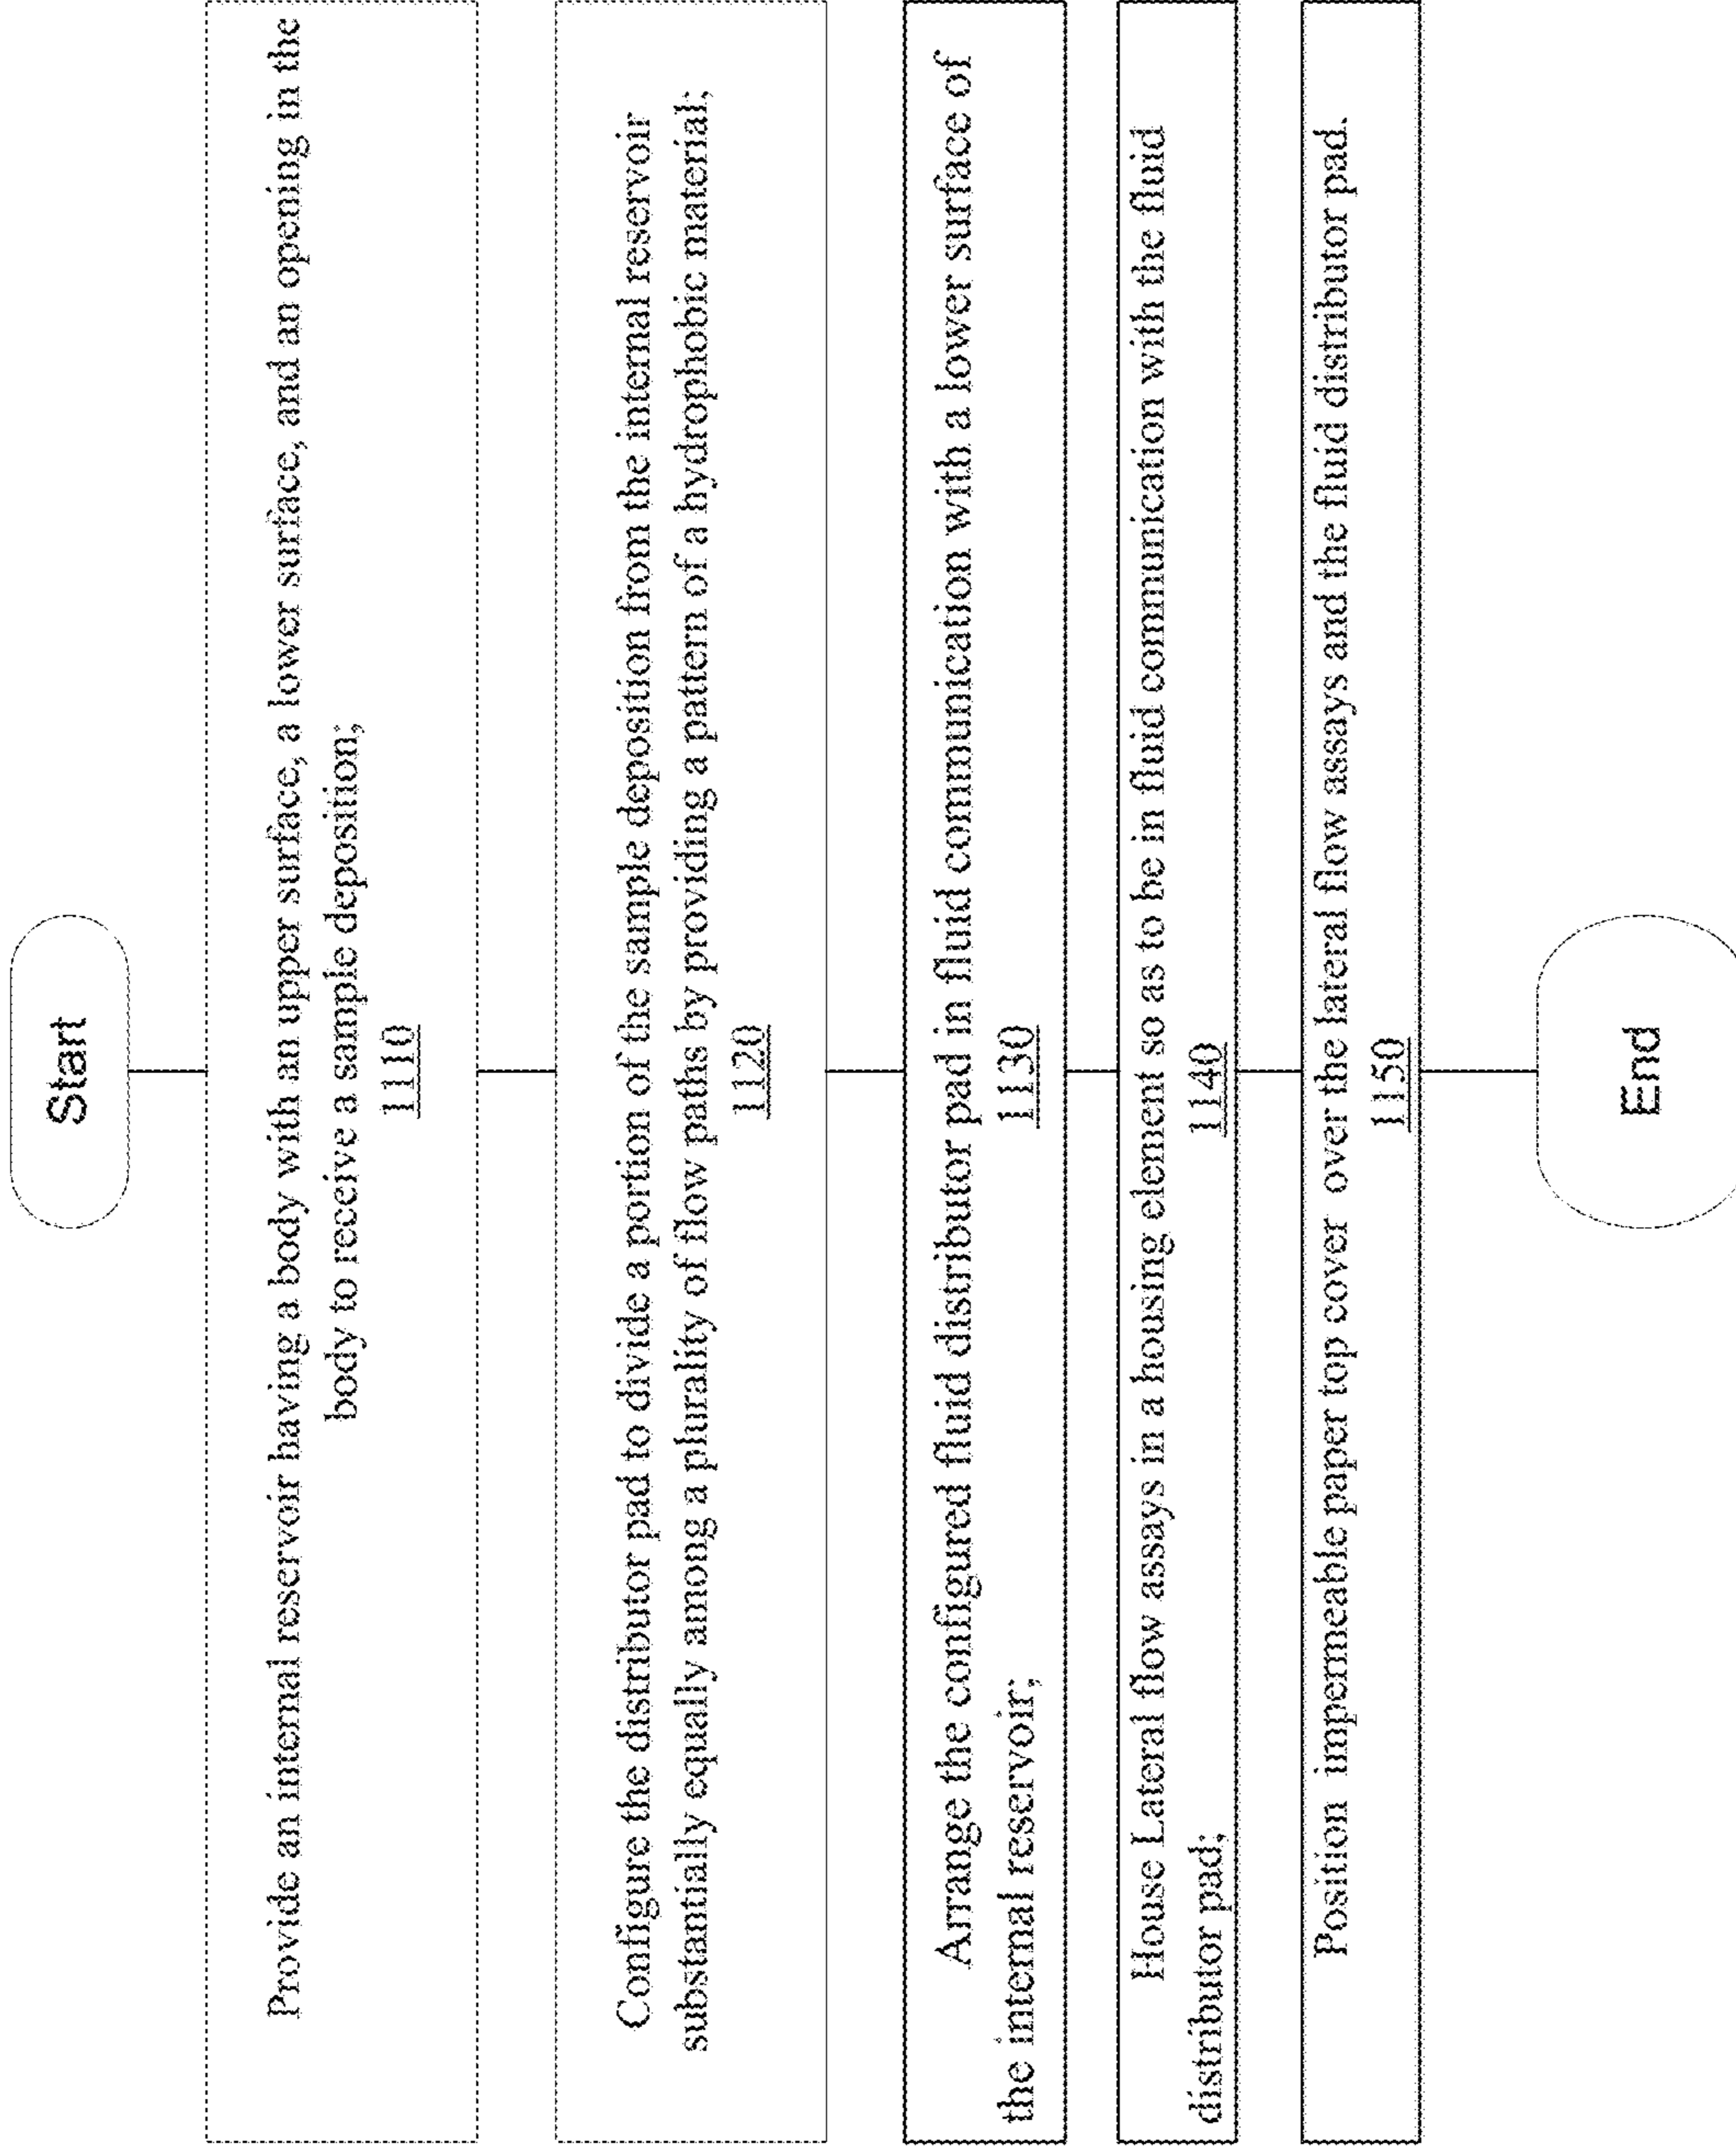 Start
Provide an internal reservoir having a body with an upper surface, a lower surface, and an opening in the
body to receive a sample deposition;
1110
Configure the distributor pad to divide a portion of the sample deposition from the internal reservoir
substantially equally among a plurality of flow paths by providing a pattern of a hydrophobic material;
1120
Arrange the configured fluid distributor pad in fluid communication with a lower surface of
the internal reservoir;
1130
House Lateral flow assays in a housing element so as to be in fluid communication with the fluid
distributor pad;
1140
Position impermeable paper top cover over the lateral flow assays and the fluid distributor pad.
1150
End